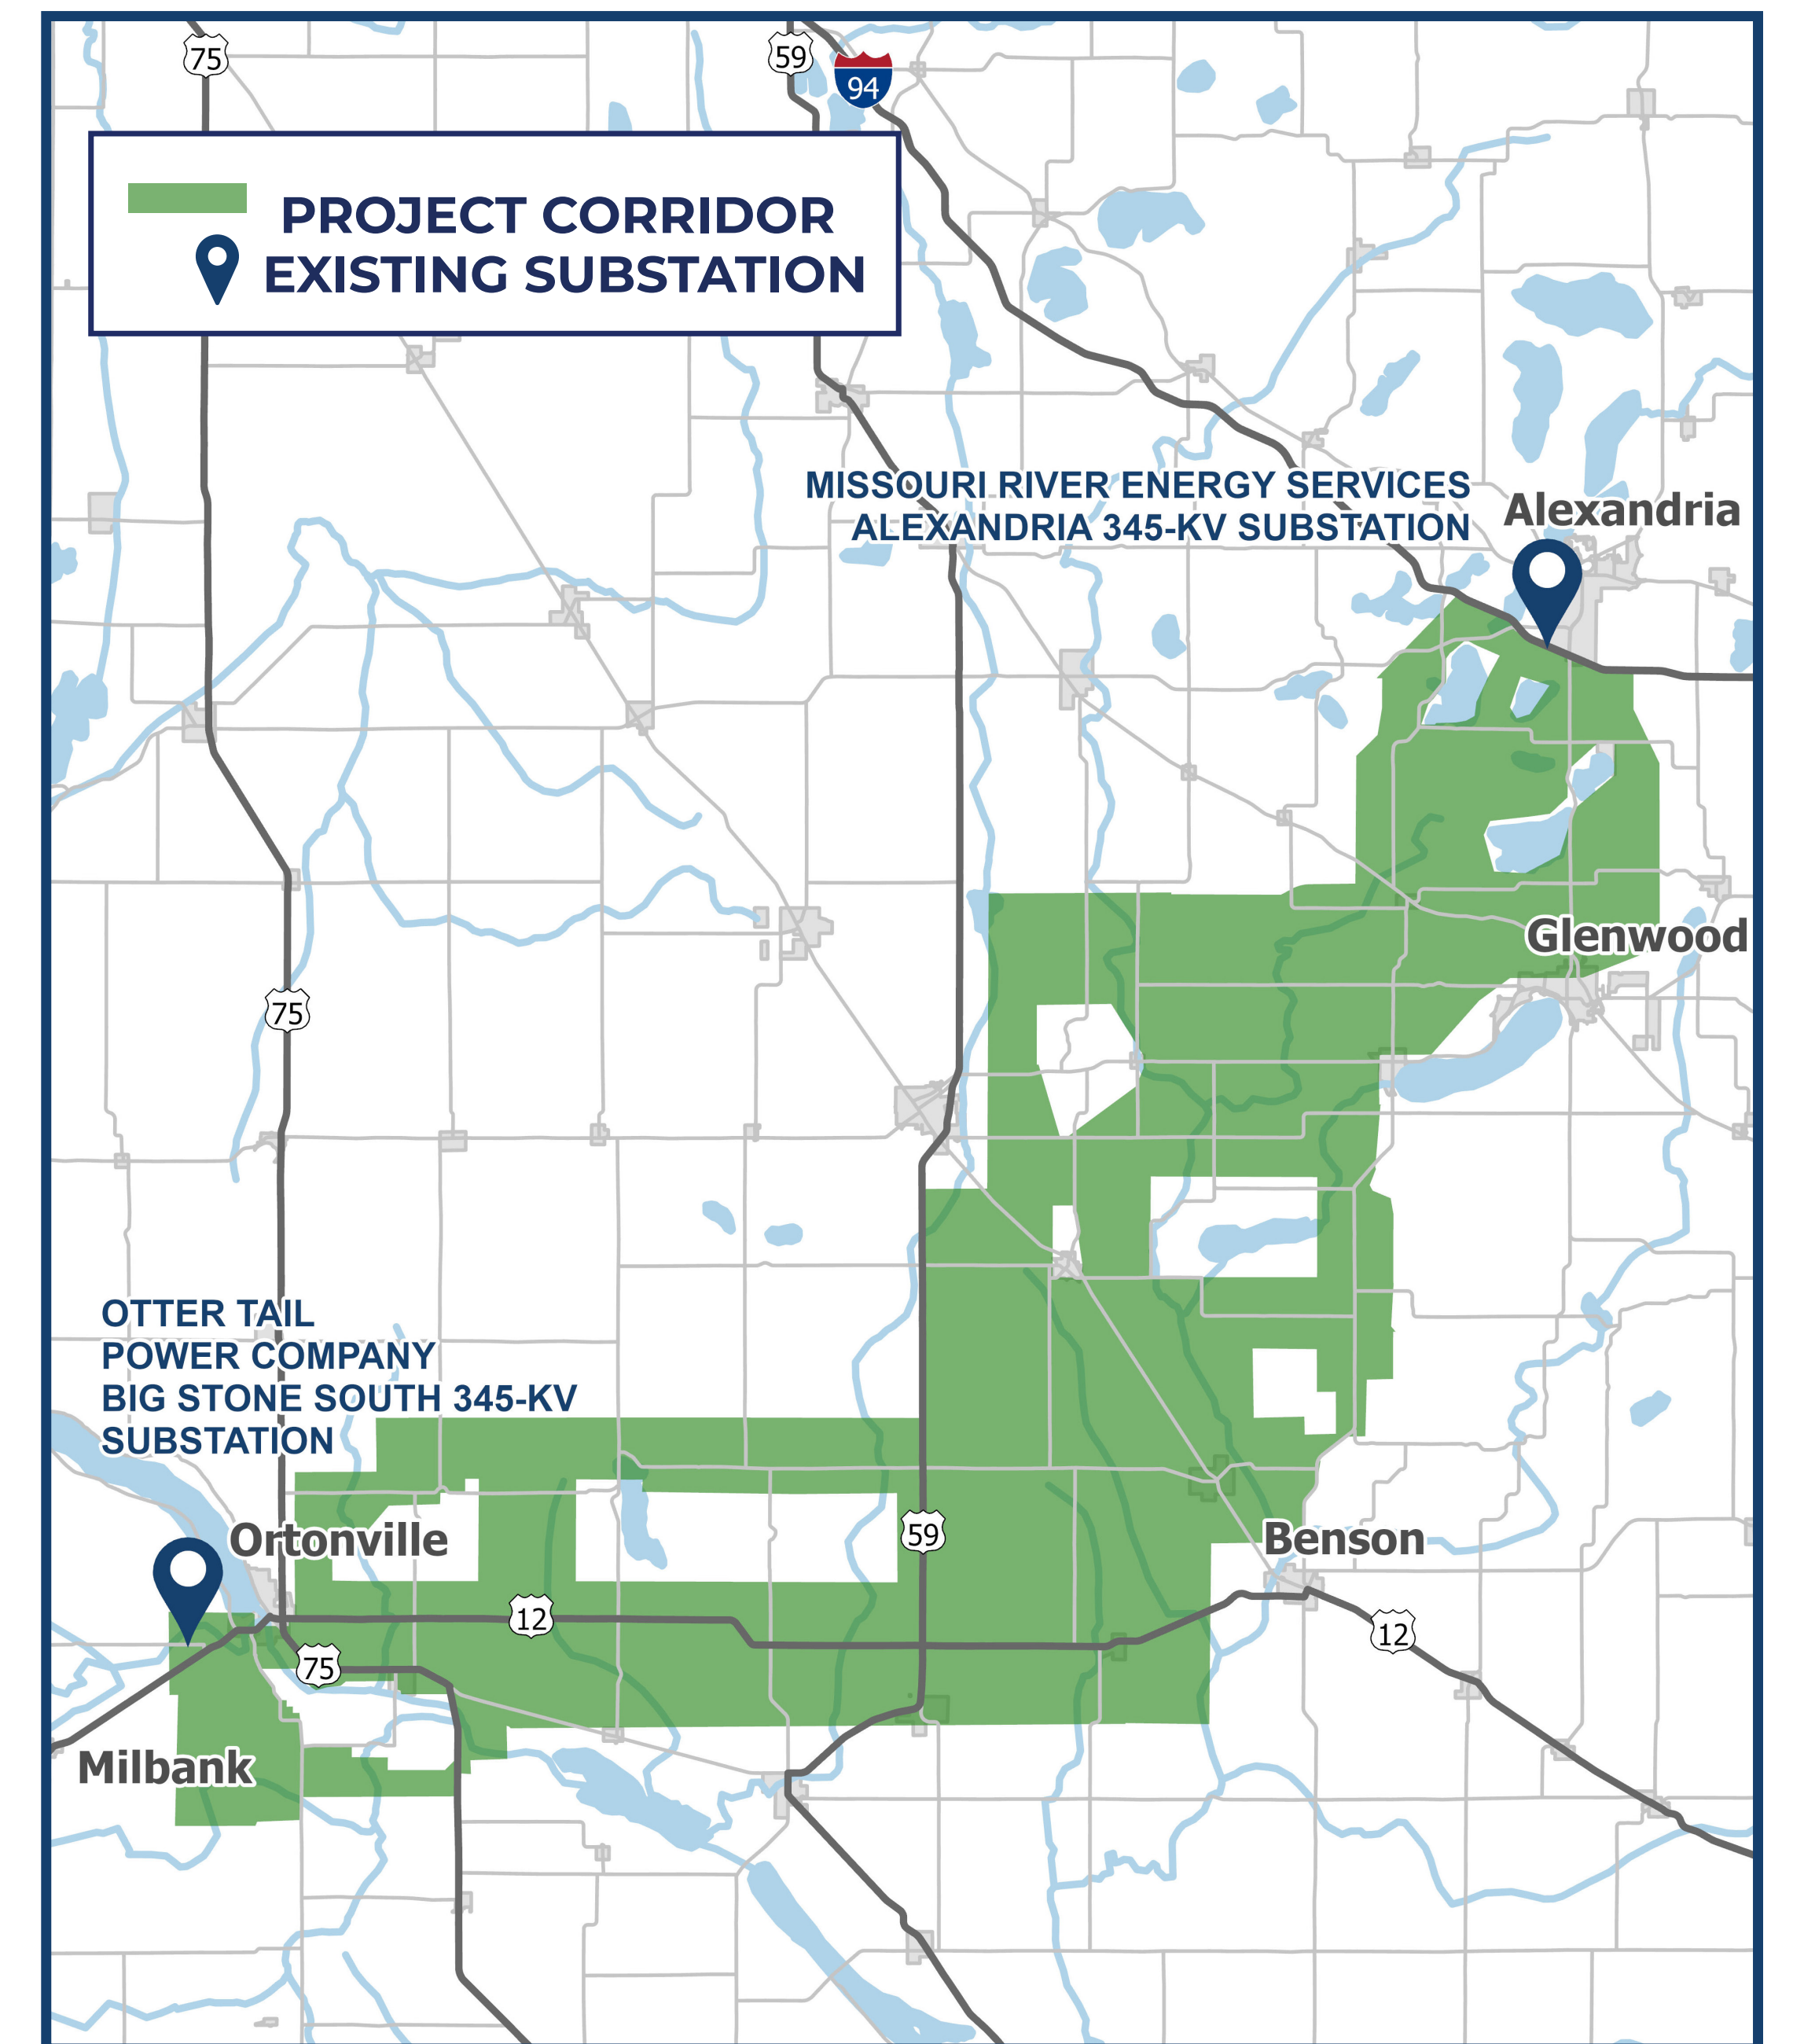 75
59
94
PROJECT CORRIDOR
EXISTING SUBSTATION
MISSOURI RIVER ENERGY SERVICES
ALEXANDRIA 345-KV SUBSTATION
Alexandria
Glenwood
75
OTTER TAIL
POWER COMPANY
BIG STONE SOUTH 345-KV
SUBSTATION
Ortonville
59
Benson
12
12
75
Milbank